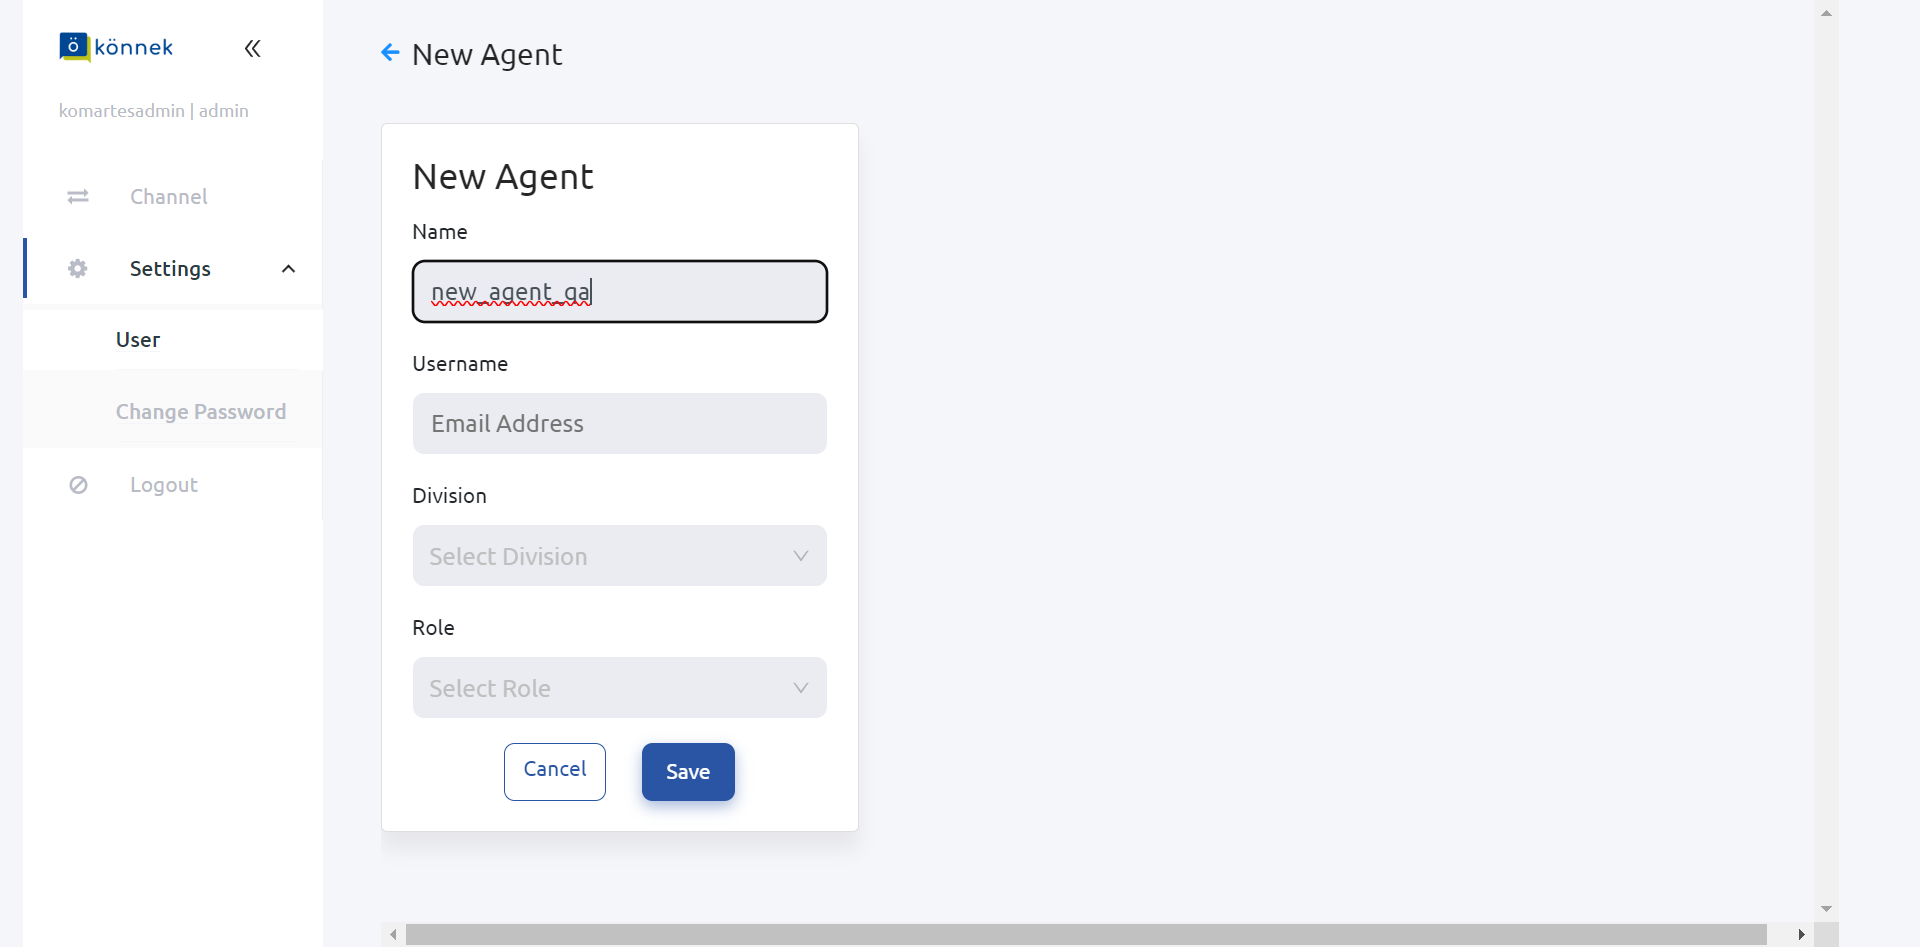 ö könnek
komartesadmin | admin
Channel
Settings
User
Change Password
Logout
New Agent
New Agent
Name
new_agent_qa
Username
Email Address
Division
Select Division
Role
Select Role
Cancel
Save